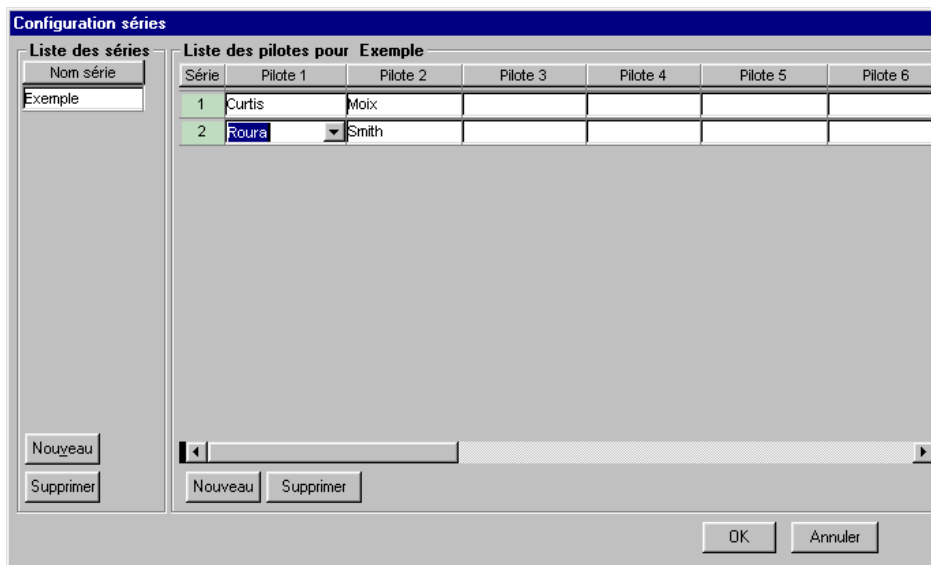 Configuration séries
Liste des séries
Nom série
Exemple
Nouveau
Supprimer
Liste des pilotes pour Exemple
Série Pilote 1 Pilote 2 Pilote 3 Pilote 4 Pilote 5 Pilote 6
1 Curtis Moix
2 Roura Smith
Nouveau Supprimer
OK Annuler